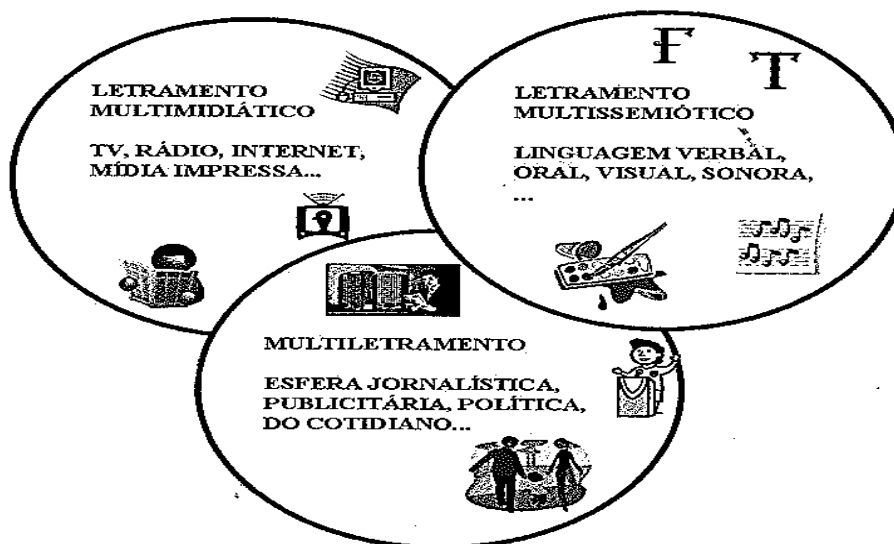 LETRAMENTO
MULTIMIDIÁTICO
TV, RÁDIO, INTERNET,
MÍDIA IMPRESSA...
F T
LETRAMENTO
MULTISSEMIÓTICO
LINGUAGEM VERBAL,
ORAL, VISUAL, SONORA,
...
MULTILETRAMENTO
ESFERA JORNALÍSTICA,
PUBLICITÁRIA, POLÍTICA,
DO COTIDIANO...